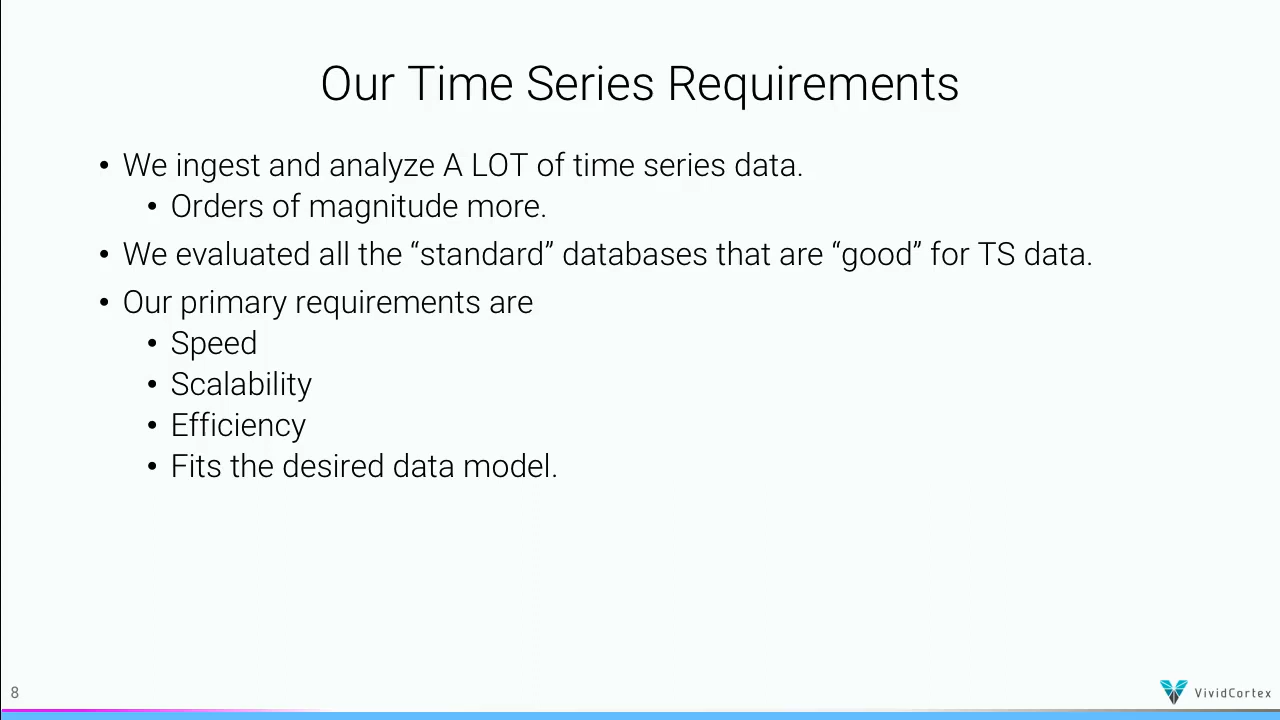 Our Time Series Requirements
• We ingest and analyze A LOT of time series data.
• Orders of magnitude more.
• We evaluated all the “standard” databases that are “good” for TS data.
• Our primary requirements are
• Speed
• Scalability
• Efficiency
• Fits the desired data model.
8
VividCortex